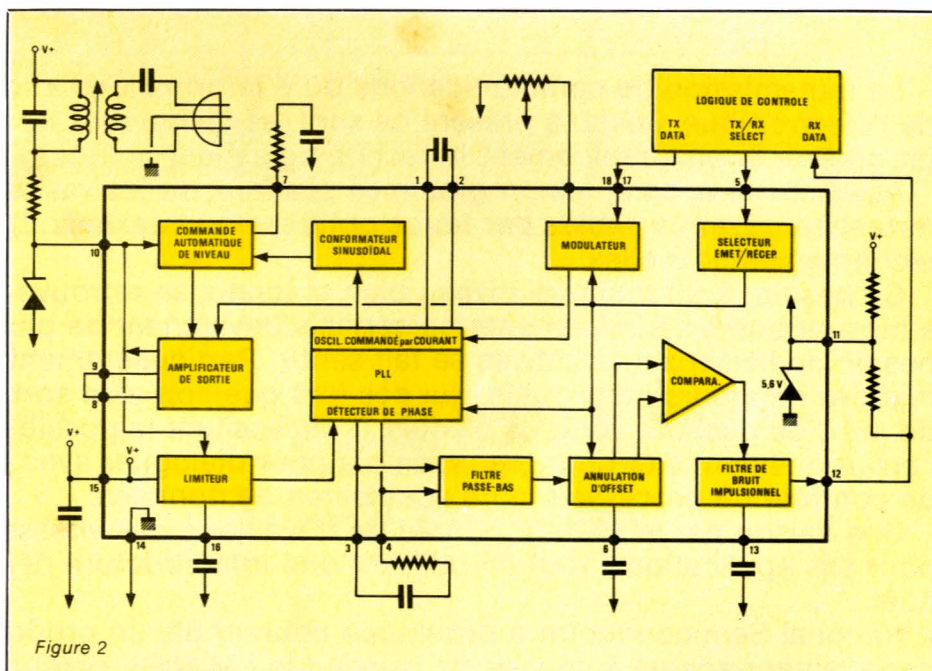 V+
LOGIQUE DE CONTROLE
TX DATA
TX/RX SELECT
RX DATA
7
1
2
18
17
5
V+
10
COMMANDE
AUTOMATIQUE
DE NIVEAU
CONFORMATEUR
SINUSOÏDAL
MODULATEUR
SELECTEUR
EMET/RECEP
11
OSCIL. COMMANDE par COURANT
PLL
DÉTECTEUR DE PHASE
9
8
AMPLIFICATEUR
DE SORTIE
COMPARA.
5,6 V
V+
V+
15
LIMITEUR
FILTRE
PASSE-BAS
ANNULATION
D'OFFSET
FILTRE DE
BRUIT
IMPULSIONNEL
12
14
16
3
4
6
13
Figure 2